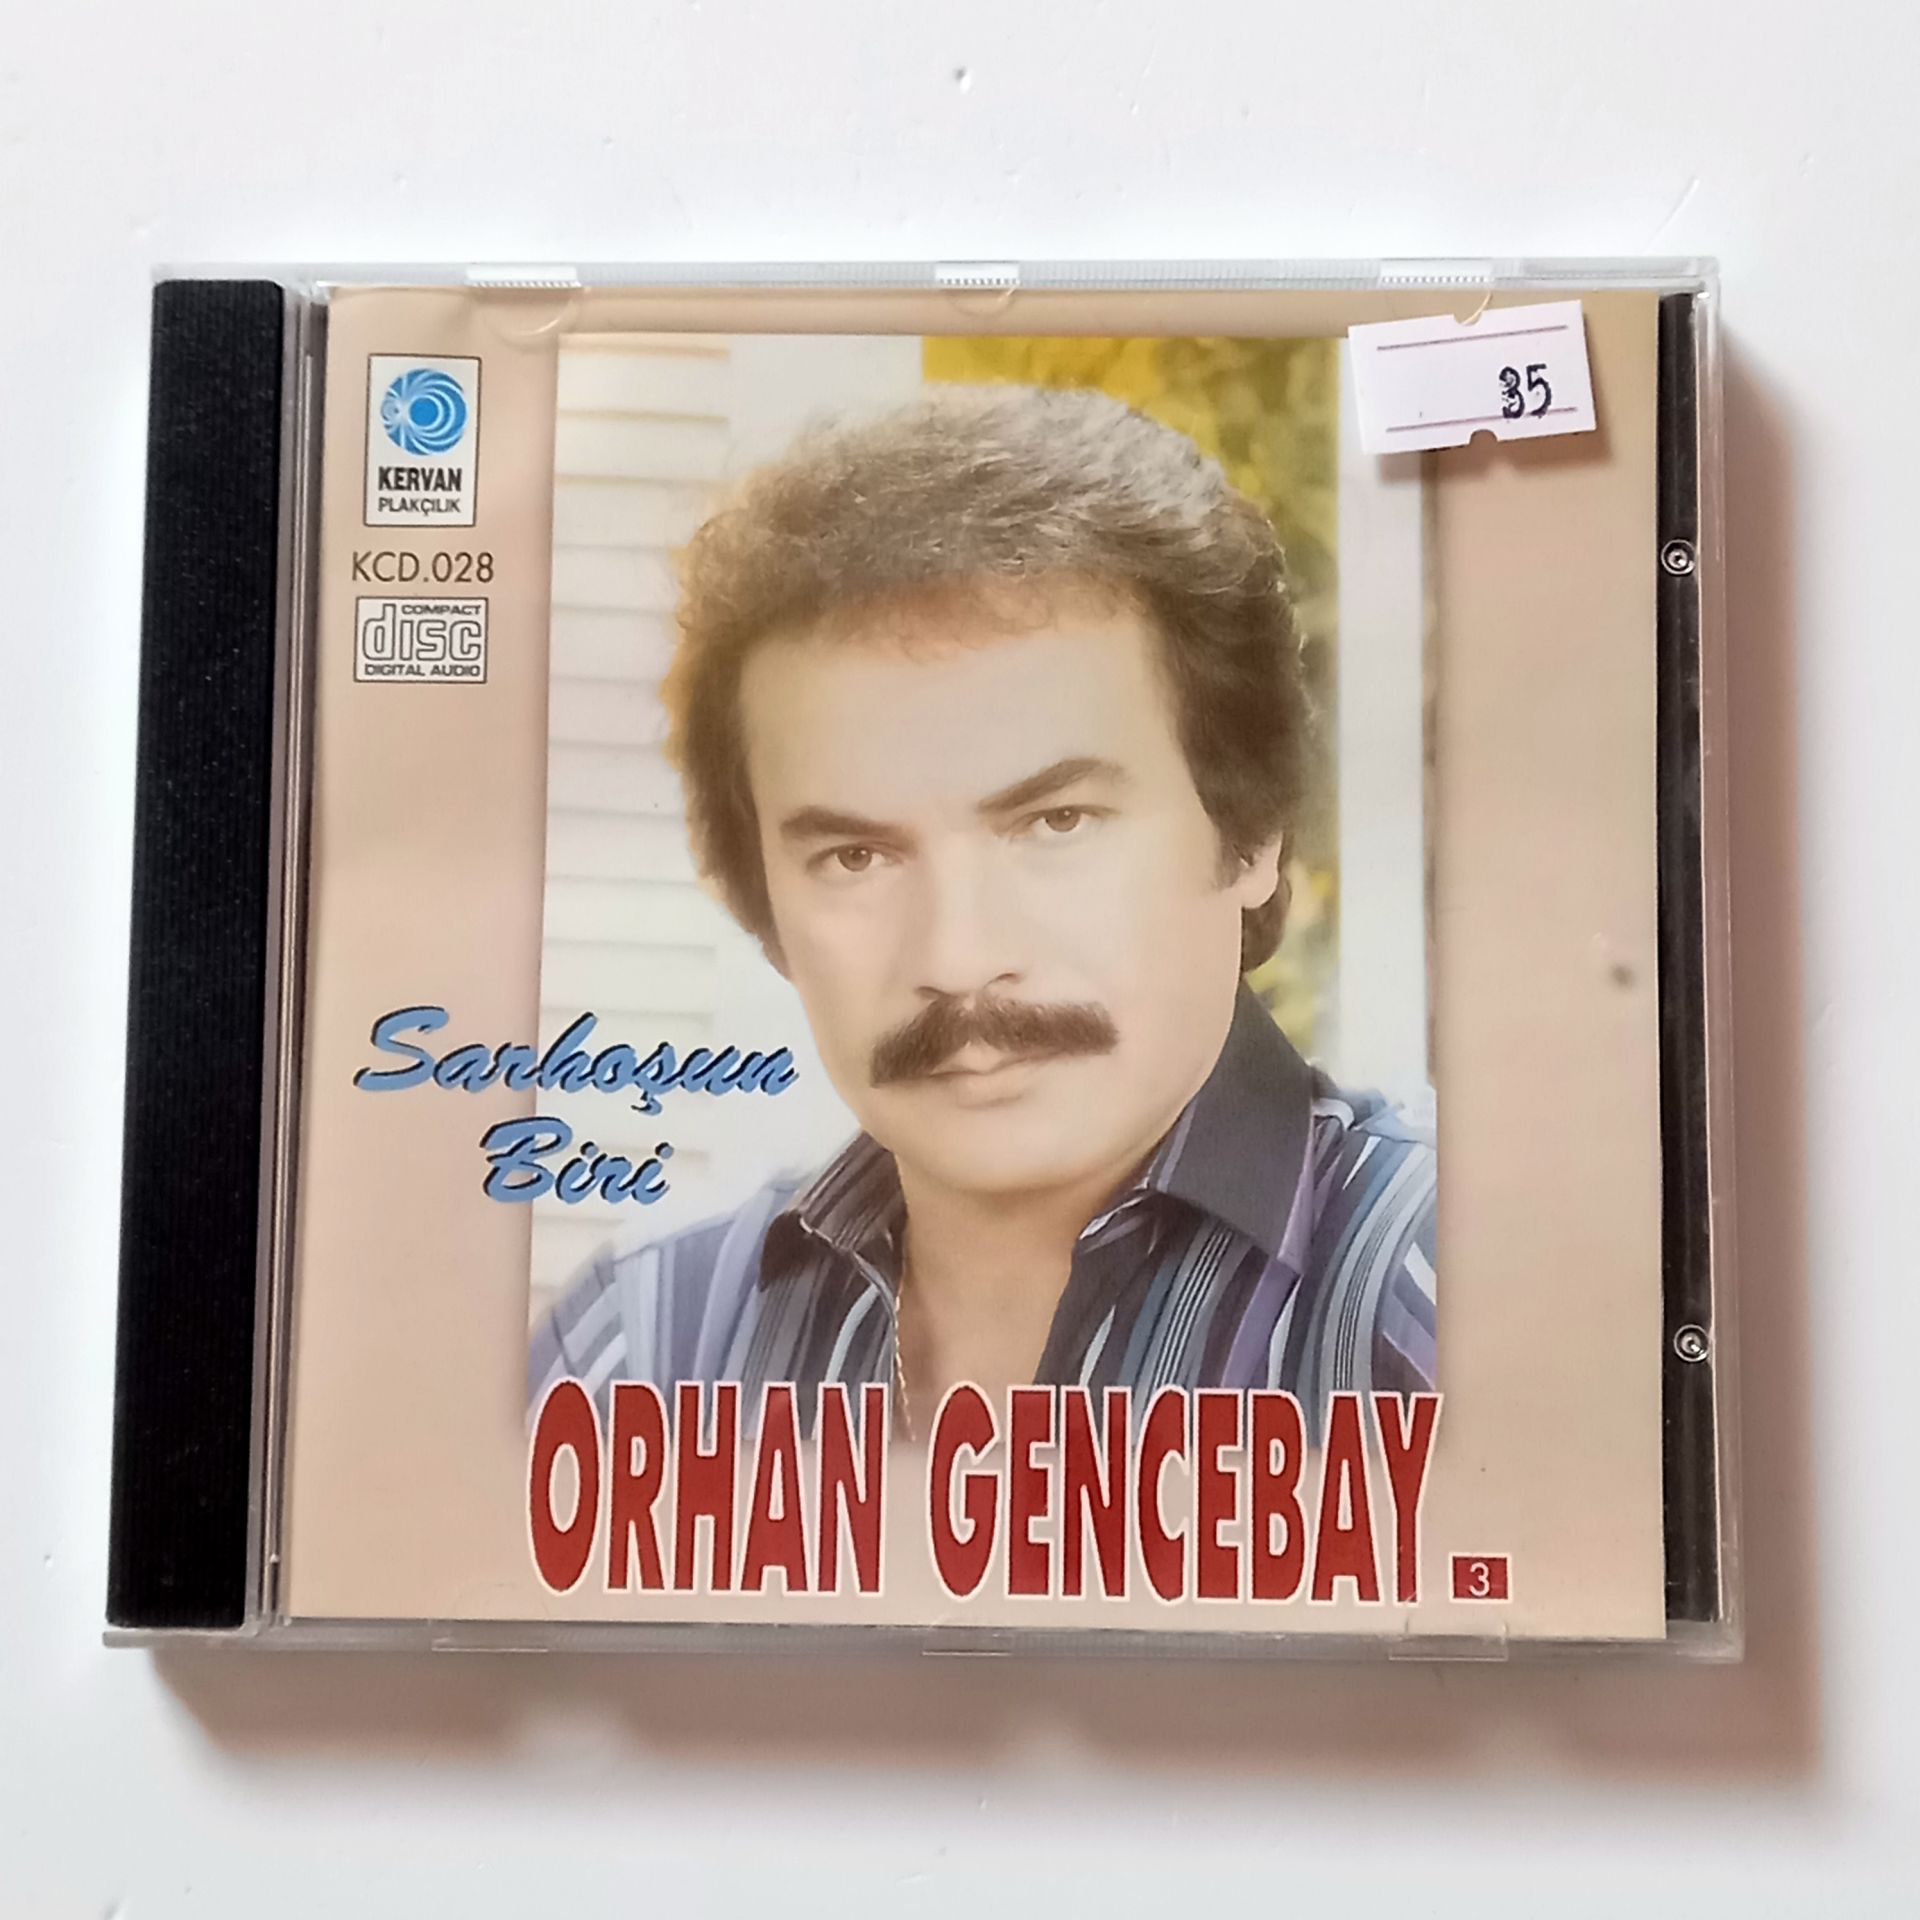 35
KERVAN
PLAKÇILIK
KCD.028
COMPACT
disc
DIGITAL AUDIO
Sarhoşun
Biri
ORHAN GENCEBAY
3